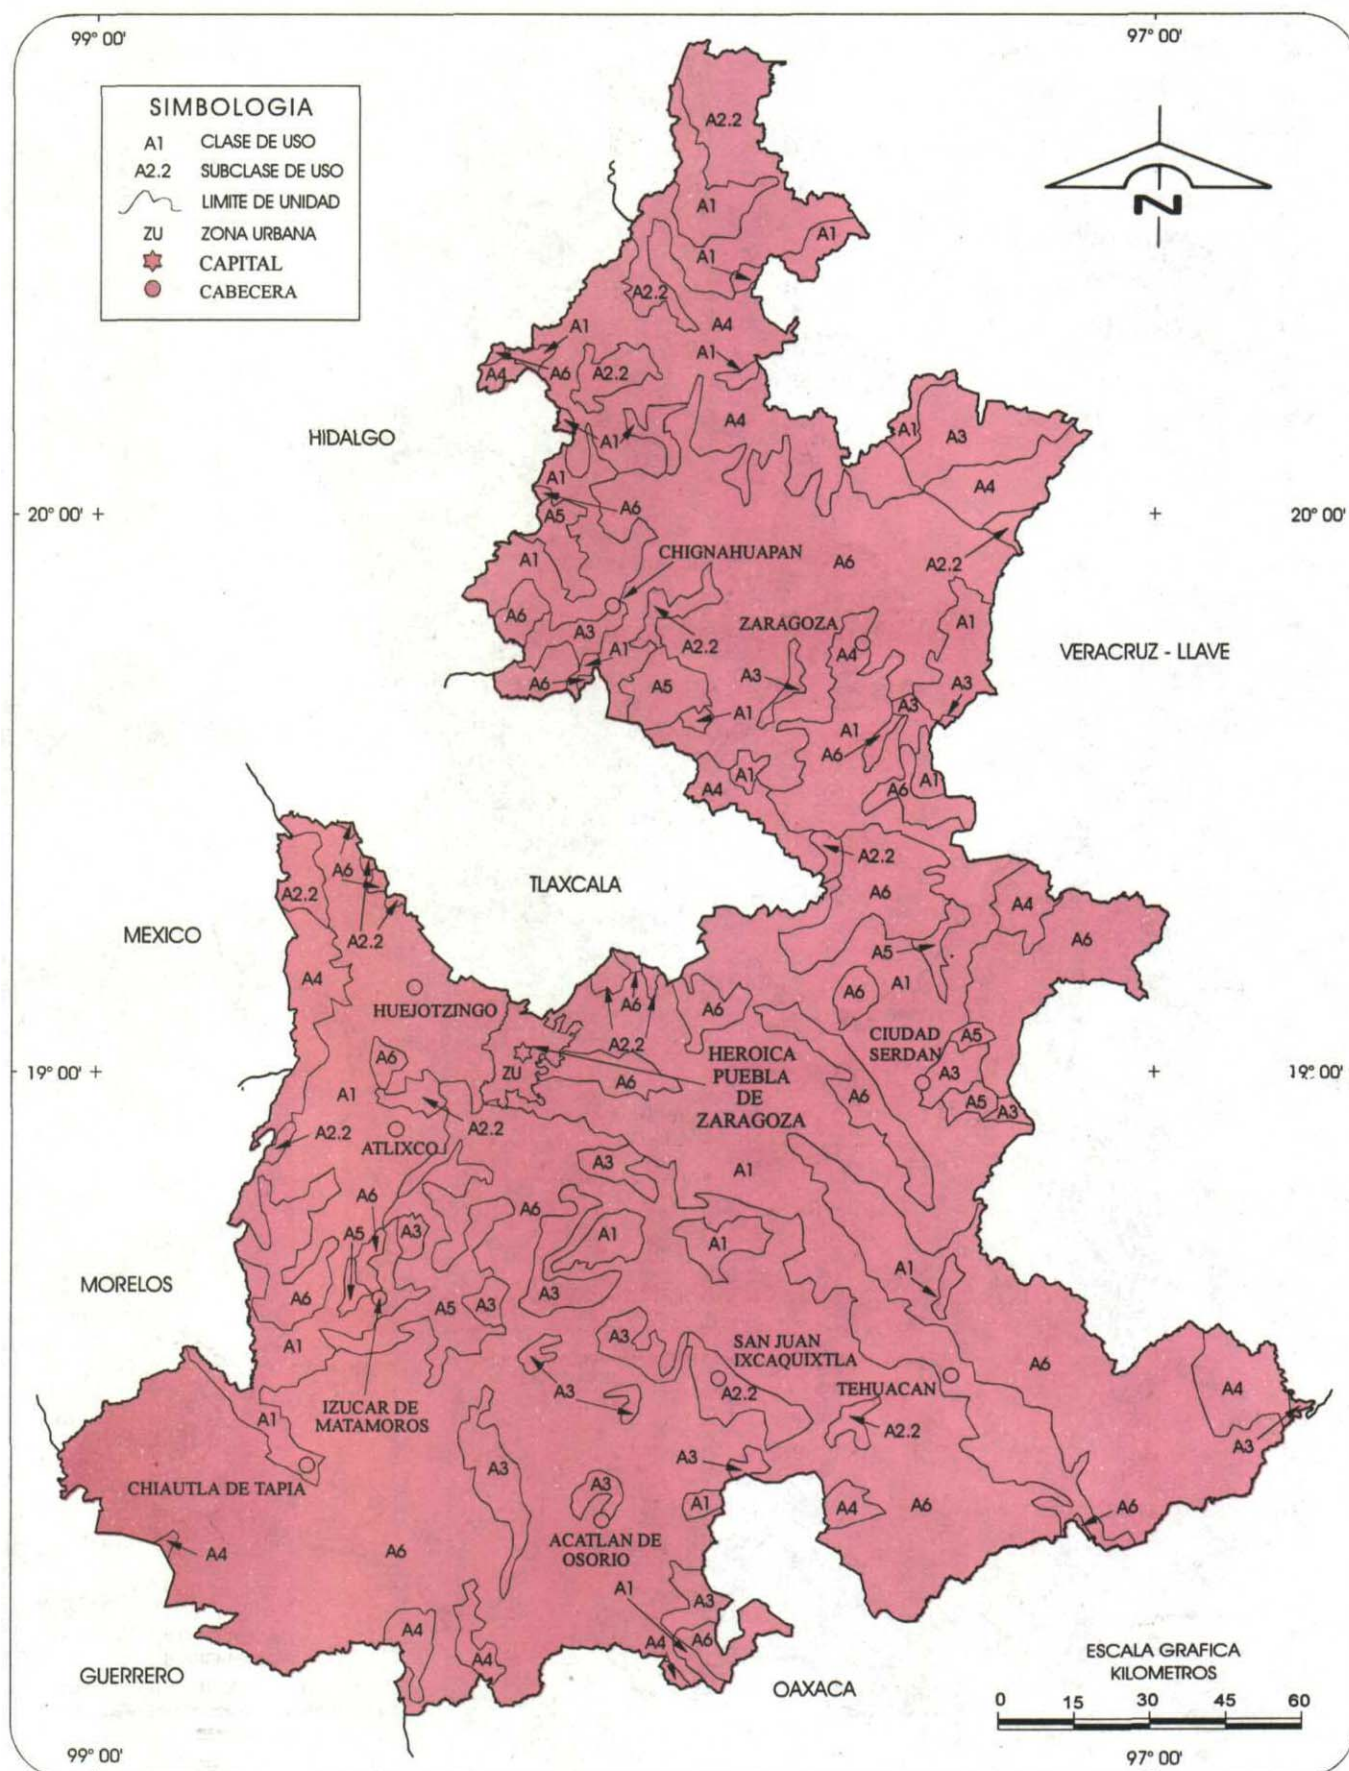 99° 00'
97° 00'
SIMBOLOGIA
A1 CLASE DE USO
A2.2 SUBCLASE DE USO
LIMITE DE UNIDAD
ZU ZONA URBANA
CAPITAL
CABECERA
N
A2.2
A1
A1
A1
A2.2
A4
A1
A1
A4
A6
A2.2
A4
A1
A3
HIDALGO
A1
A1
A4
20° 00'
A5
A6
20° 00'
CHIGNAHUAPAN
A1
A6
A2.2
A6
ZARAGOZA
A1
A3
A1
A2.2
A4
VERACRUZ - LLAVE
A6
A5
A3
A3
A3
A1
A1
A6
A1
A4
A6
A1
A2.2
A6
A2.2
TLAXCALA
A6
A4
MEXICO
A2.2
A6
A5
A4
A1
A6
HUEJOTZINGO
A6
A6
CIUDAD
SERDAN
A5
A2.2
HEROICA
PUEBLA
DE
ZARAGOZA
A6
19° 00'
ZU
A6
A3
19° 00'
A1
A6
A5
A3
A2.2
A2.2
ATLIXCO
A3
A1
A6
A6
A5
A3
A1
A1
A1
MORELOS
A6
A5
A3
A3
A1
A3
SAN JUAN
IXCAQUIXTLA
A6
A3
A2.2
TEHUACAN
A4
A1
IZUCAR DE
MATAMOROS
A2.2
A3
A3
A3
CHIAUTLA DE TAPIA
A3
A1
A4
A6
A6
A4
A6
ACATLAN DE
OSORIO
A1
A3
A4
A4
A4
A6
GUERRERO
OAXACA
ESCALA GRAFICA
KILOMETROS
0 15 30 45 60
99° 00'
97° 00'